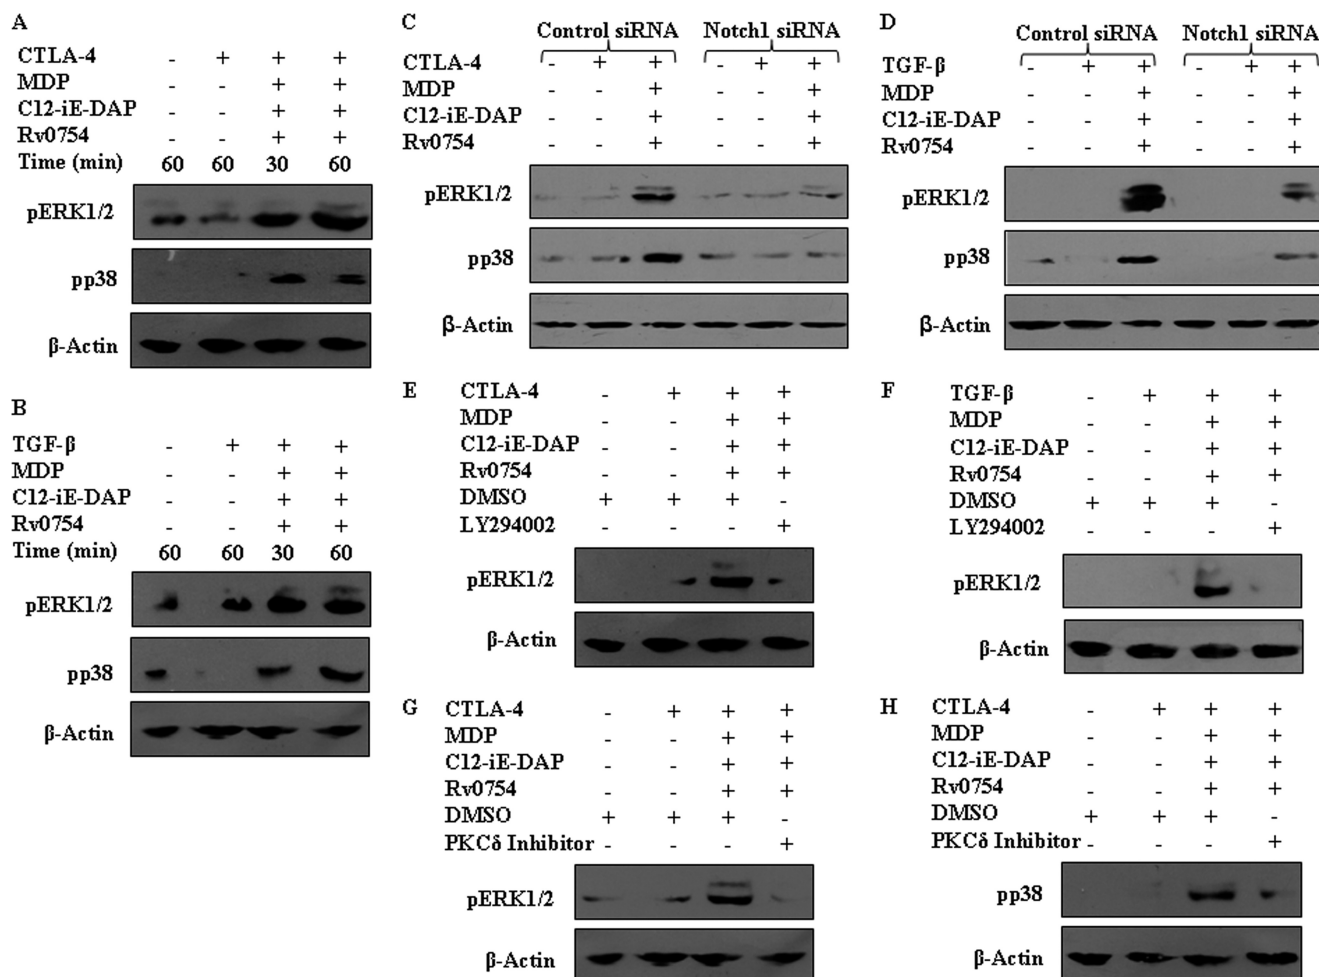 A
CTLA-4 - + + +
MDP - - + +
C12-iE-DAP - - + +
Rv0754 - - + +
Time (min) 60 60 30 60
pERK1/2
pp38
β-Actin
B
TGF-β - + + +
MDP - - + +
C12-iE-DAP - - + +
Rv0754 - - + +
Time (min) 60 60 30 60
pERK1/2
pp38
β-Actin
C
Control siRNA Notch1 siRNA
CTLA-4 - + + - + +
MDP - - + - - +
C12-iE-DAP - - + - - +
Rv0754 - - + - - +
pERK1/2
pp38
β-Actin
D
Control siRNA Notch1 siRNA
TGF-β - + + - + +
MDP - - + - - +
C12-iE-DAP - - + - - +
Rv0754 - - + - - +
pERK1/2
pp38
β-Actin
E
CTLA-4 - + + +
MDP - - + +
C12-iE-DAP - - + +
Rv0754 - - + +
DMSO + + + -
LY294002 - - - +
pERK1/2
β-Actin
F
TGF-β - + + +
MDP - - + +
C12-iE-DAP - - + +
Rv0754 - - + +
DMSO + + + -
LY294002 - - - +
pERK1/2
β-Actin
G
CTLA-4 - + + +
MDP - - + +
C12-iE-DAP - - + +
Rv0754 - - + +
DMSO + + + -
PKCδ Inhibitor - - - +
pERK1/2
β-Actin
H
CTLA-4 - + + +
MDP - - + +
C12-iE-DAP - - + +
Rv0754 - - + +
DMSO + + + -
PKCδ Inhibitor - - - +
pp38
β-Actin